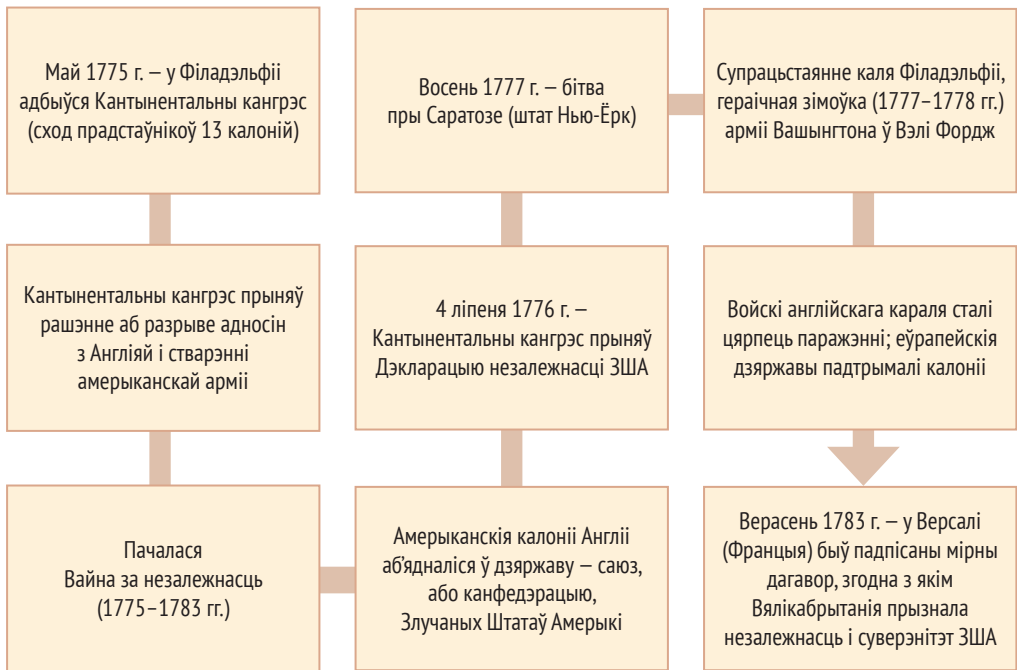 Май 1775 г. — у Філадэльфіі
адбыўся Кантынентальны кангрэс
(сход прадстаўнікоў 13 калоній)
Кантынентальны кангрэс прыняў
рашэнне аб разрыве адносін
з Англіяй і стварэнні
амерыканскай арміі
Пачалася
Вайна за незалежнасць
(1775–1783 гг.)
Амерыканскія калоніі Англіі
аб’ядналіся ў дзяржаву — саюз,
або канфедэрацыю,
Злучаных Штатаў Амерыкі
4 ліпеня 1776 г. —
Кантынентальны кангрэс прыняў
Дэкларацыю незалежнасці ЗША
Восень 1777 г. — бітва
пры Саратозе (штат Нью-Ёрк)
Супрацьстаянне каля Філадэльфіі,
гераічная зімоўка (1777–1778 гг.)
арміі Вашынгтона ў Вэлі Фордж
Войскі англійскага караля сталі
цярпець паражэнні; еўрапейскія
дзяржавы падтрымалі калоніі
Верасень 1783 г. — у Версалі
(Францыя) быў падпісаны мірны
дагавор, згодна з якім
Вялікабрытанія прызнала
незалежнасць і суверэнітэт ЗША